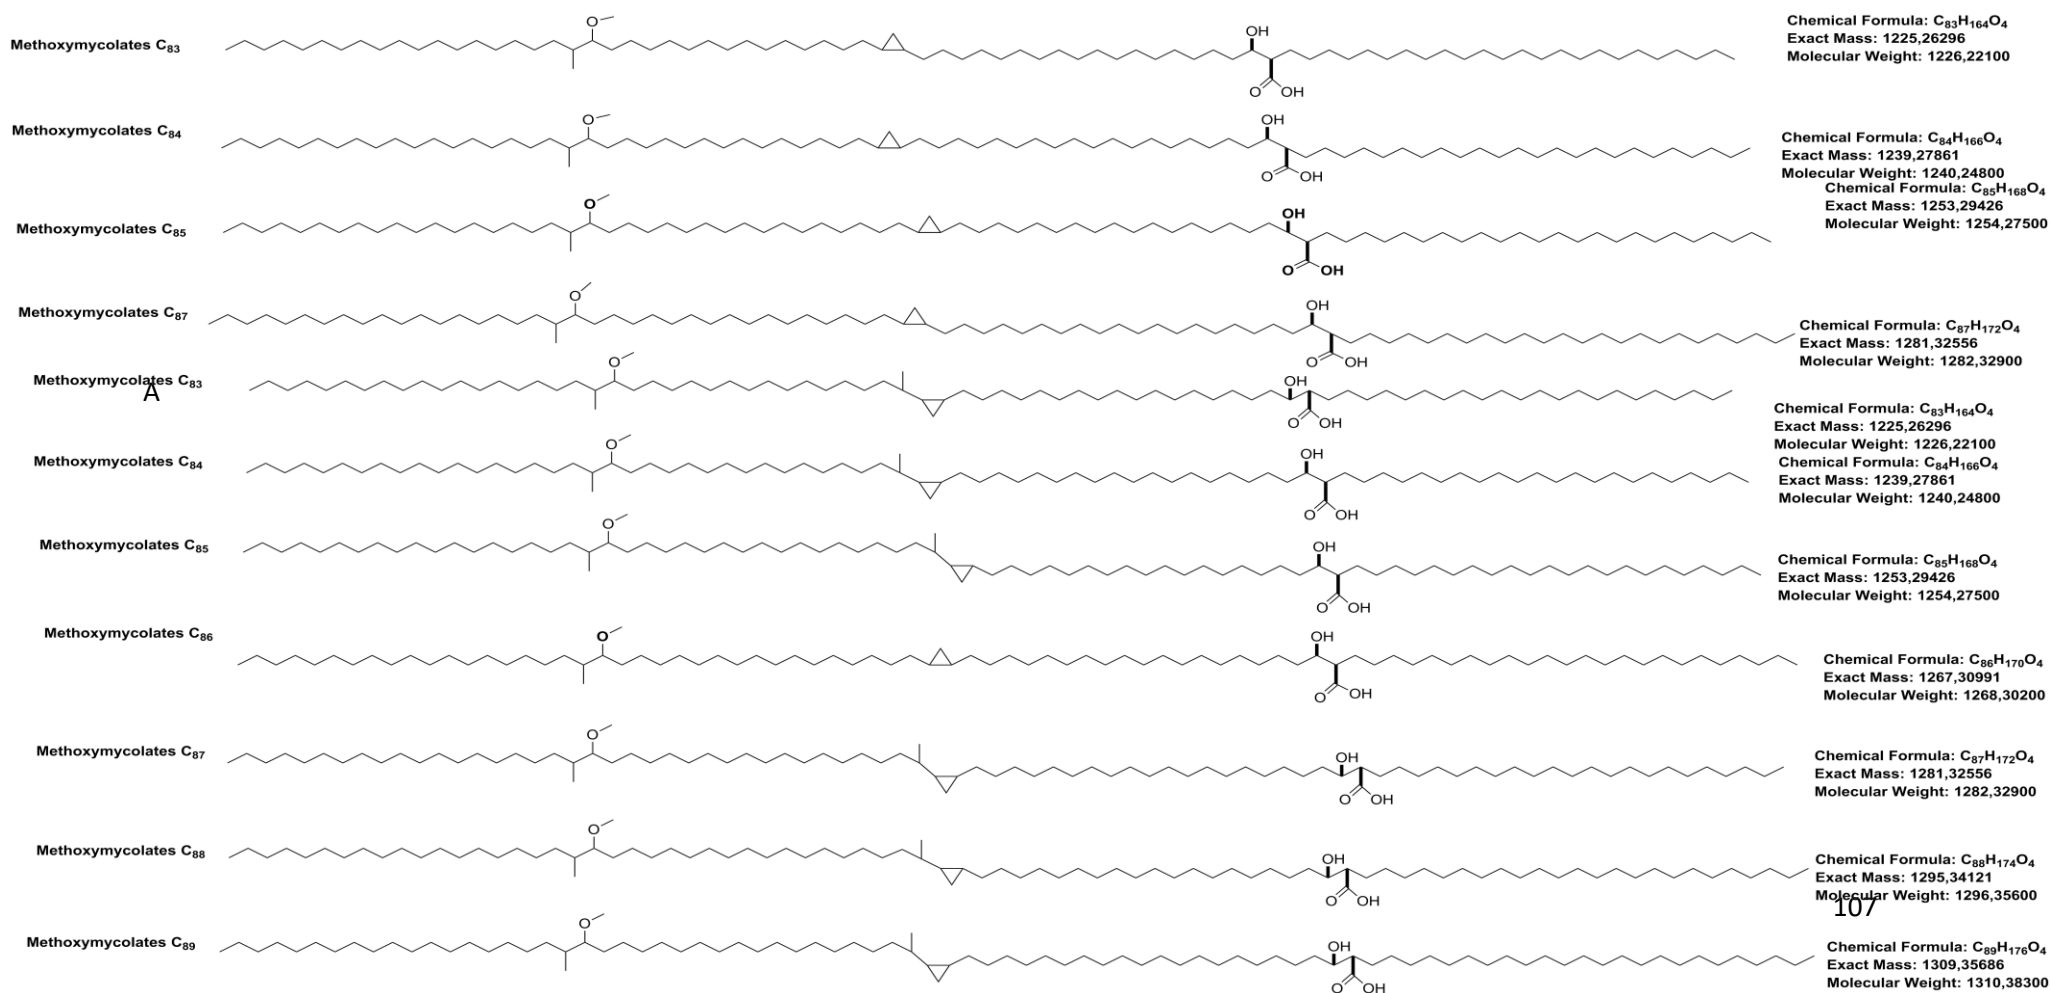 Methoxymycolates C₈₃
O
OH
O OH
Chemical Formula: C₈₃H₁₆₄O₄
Exact Mass: 1225,26296
Molecular Weight: 1226,22100
Methoxymycolates C₈₄
O
OH
O OH
Chemical Formula: C₈₄H₁₆₆O₄
Exact Mass: 1239,27861
Molecular Weight: 1240,24800
Methoxymycolates C₈₅
O
OH
O OH
Chemical Formula: C₈₅H₁₆₈O₄
Exact Mass: 1253,29426
Molecular Weight: 1254,27500
Methoxymycolates C₈₇
O
OH
O OH
Chemical Formula: C₈₇H₁₇₂O₄
Exact Mass: 1281,32556
Molecular Weight: 1282,32900
Methoxymycolates C₈₃
A
O
OH
O OH
Chemical Formula: C₈₃H₁₆₄O₄
Exact Mass: 1225,26296
Molecular Weight: 1226,22100
Methoxymycolates C₈₄
O
OH
O OH
Chemical Formula: C₈₄H₁₆₆O₄
Exact Mass: 1239,27861
Molecular Weight: 1240,24800
Methoxymycolates C₈₅
O
OH
O OH
Chemical Formula: C₈₅H₁₆₈O₄
Exact Mass: 1253,29426
Molecular Weight: 1254,27500
Methoxymycolates C₈₆
O
OH
O OH
Chemical Formula: C₈₆H₁₇₀O₄
Exact Mass: 1267,30991
Molecular Weight: 1268,30200
Methoxymycolates C₈₇
O
OH
O OH
Chemical Formula: C₈₇H₁₇₂O₄
Exact Mass: 1281,32556
Molecular Weight: 1282,32900
Methoxymycolates C₈₈
O
OH
O OH
Chemical Formula: C₈₈H₁₇₄O₄
Exact Mass: 1295,34121
Molecular Weight: 1296,35600
107
Methoxymycolates C₈₉
O
OH
O OH
Chemical Formula: C₈₉H₁₇₆O₄
Exact Mass: 1309,35686
Molecular Weight: 1310,38300